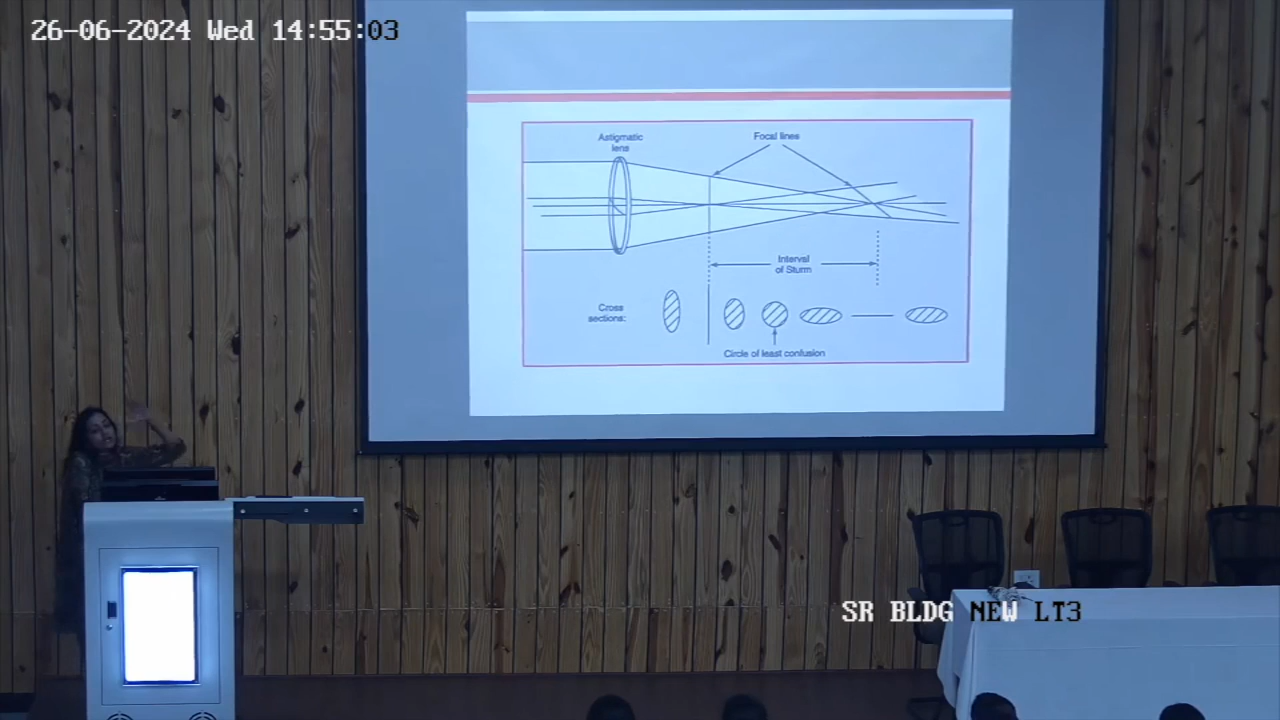 26-06-2024 Wed 14:55:03
Astigmatic
lens
Focal lines
Interval
of Sturm
Cross
sections:
Circle of least confusion
SR BLDG NEW LT3